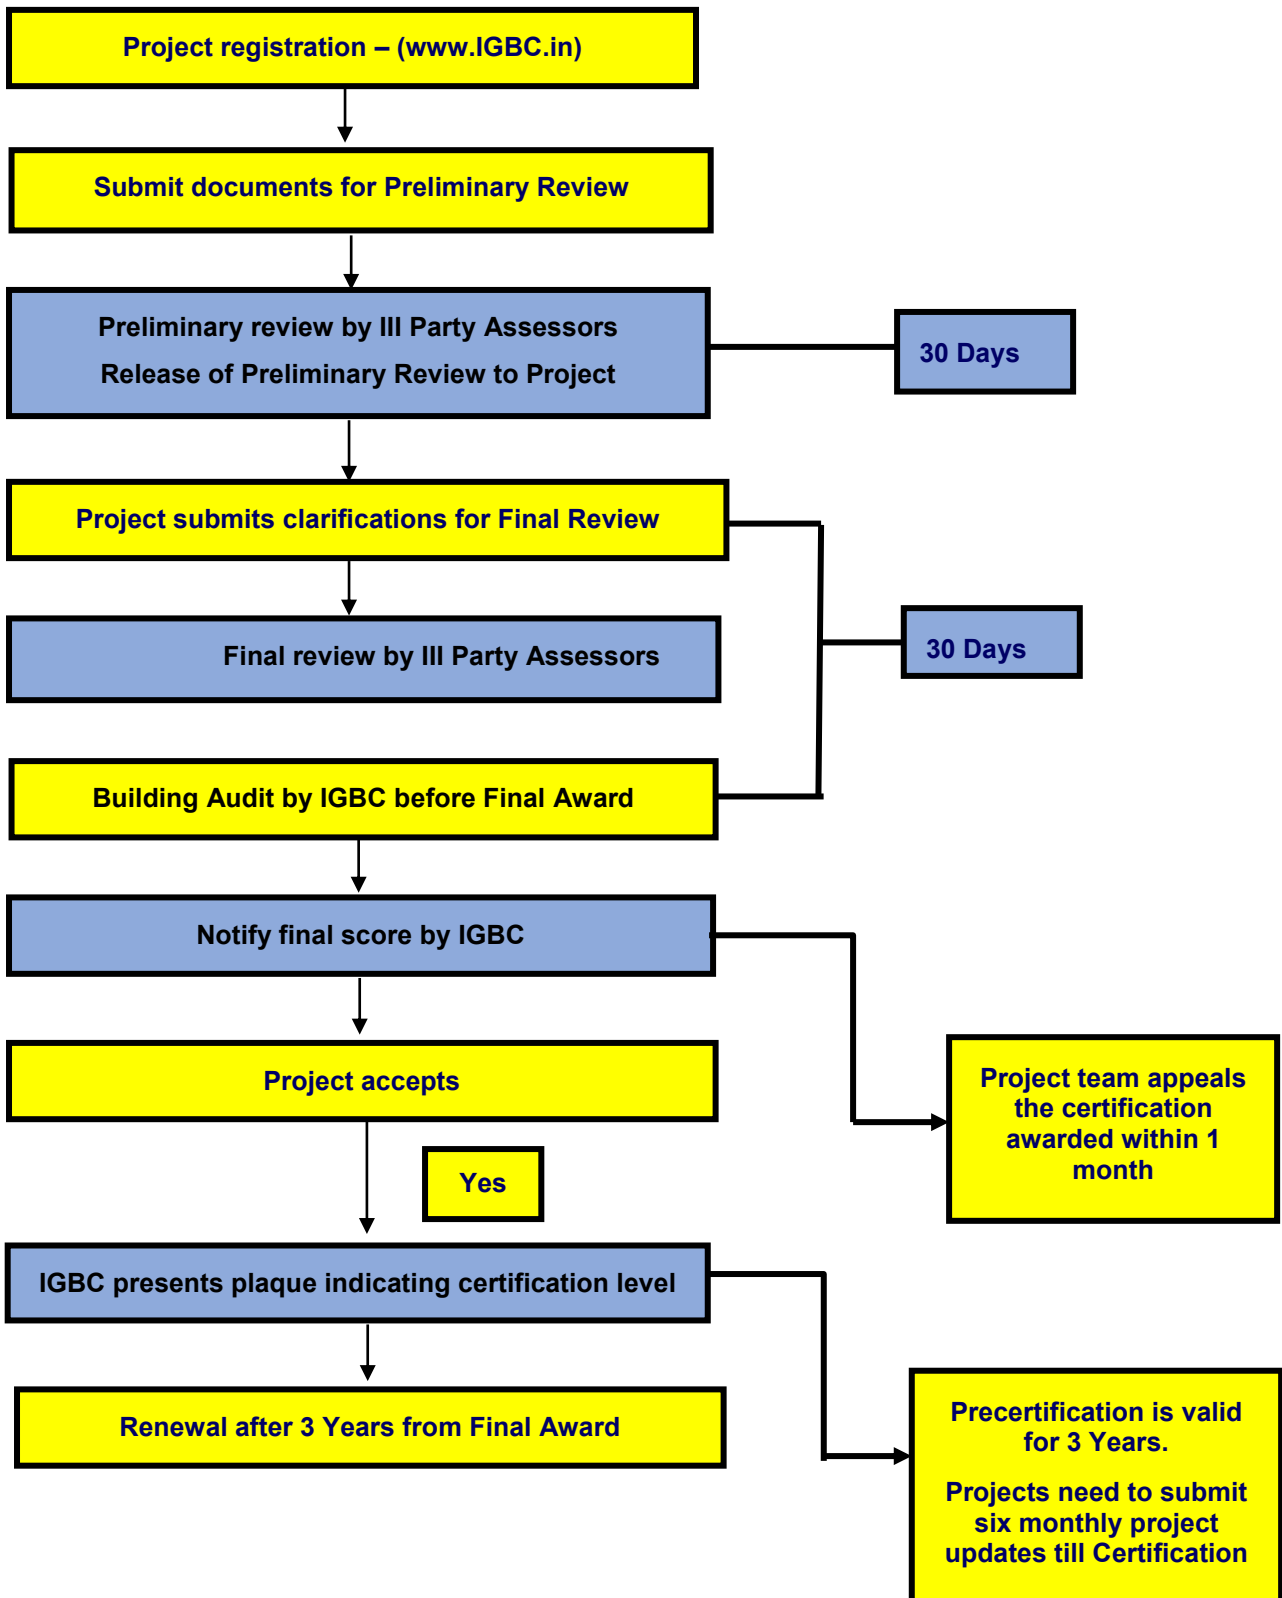 Project registration – (www.IGBC.in)
Submit documents for Preliminary Review
Preliminary review by III Party Assessors
Release of Preliminary Review to Project
30 Days
Project submits clarifications for Final Review
Final review by III Party Assessors
30 Days
Building Audit by IGBC before Final Award
Notify final score by IGBC
Project accepts
Project team appeals
the certification
awarded within 1
month
Yes
IGBC presents plaque indicating certification level
Renewal after 3 Years from Final Award
Precertification is valid
for 3 Years.
Projects need to submit
six monthly project
updates till Certification